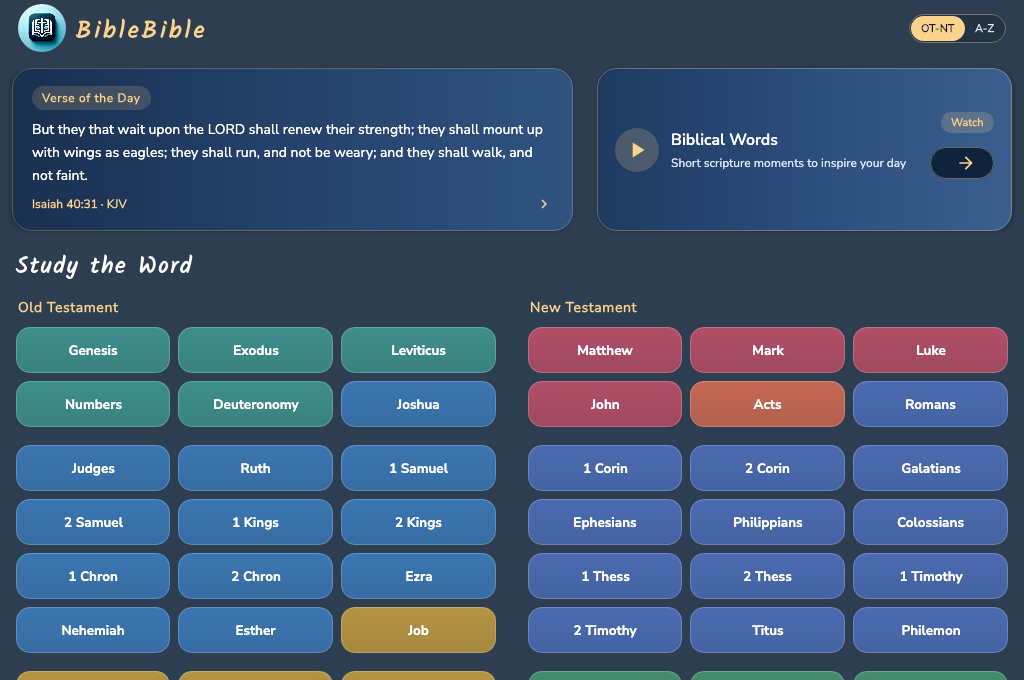 BibleBible
OT-NT A-Z
Verse of the Day
But they that wait upon the LORD shall renew their strength; they shall mount up
with wings as eagles; they shall run, and not be weary; and they shall walk, and
not faint.
Isaiah 40:31 · KJV
Watch
Biblical Words
Short scripture moments to inspire your day
Study the Word
Old Testament
Genesis Exodus Leviticus
Numbers Deuteronomy Joshua
Judges Ruth 1 Samuel
2 Samuel 1 Kings 2 Kings
1 Chron 2 Chron Ezra
Nehemiah Esther Job
New Testament
Matthew Mark Luke
John Acts Romans
1 Corin 2 Corin Galatians
Ephesians Philippians Colossians
1 Thess 2 Thess 1 Timothy
2 Timothy Titus Philemon